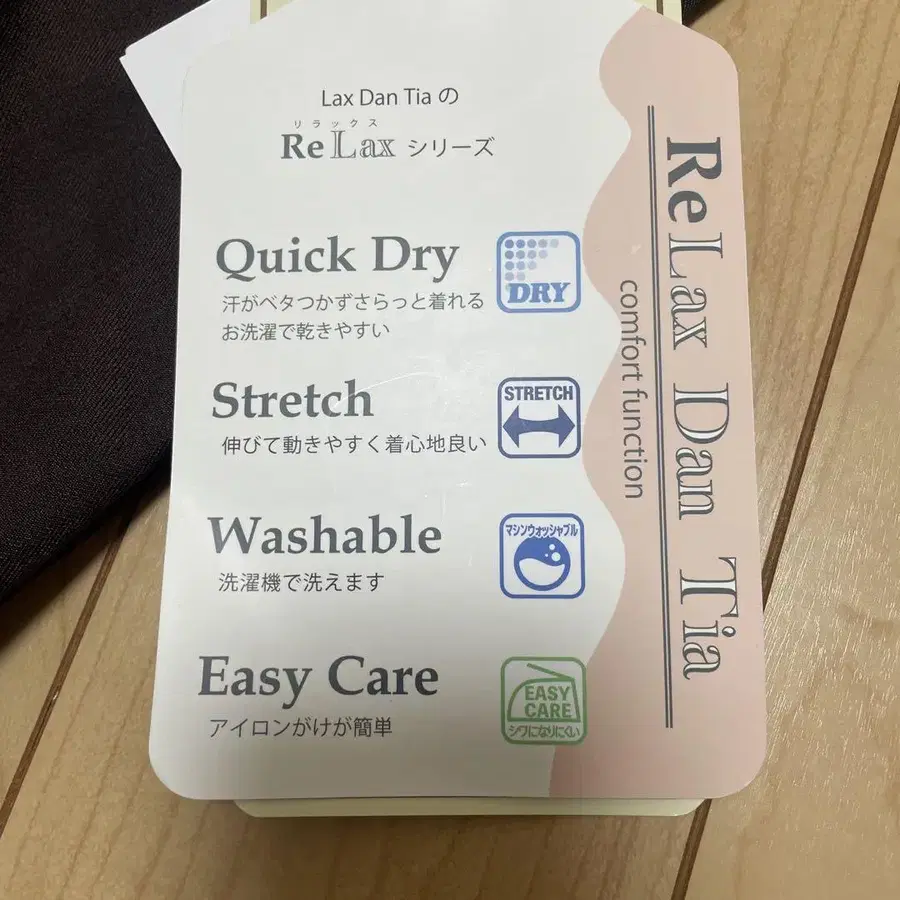 Lax Dan Tia の
リラックス
ReLax シリーズ
Quick Dry
汗がベタつかずさらっと着れる
お洗濯で乾きやすい
DRY
Stretch
伸びて動きやすく着心地良い
STRETCH
Washable
洗濯機で洗えます
マシンウォッシャブル
Easy Care
アイロンがけが簡単
EASY
CARE
シワになりにくい
ReLax Dan Tia
comfort function